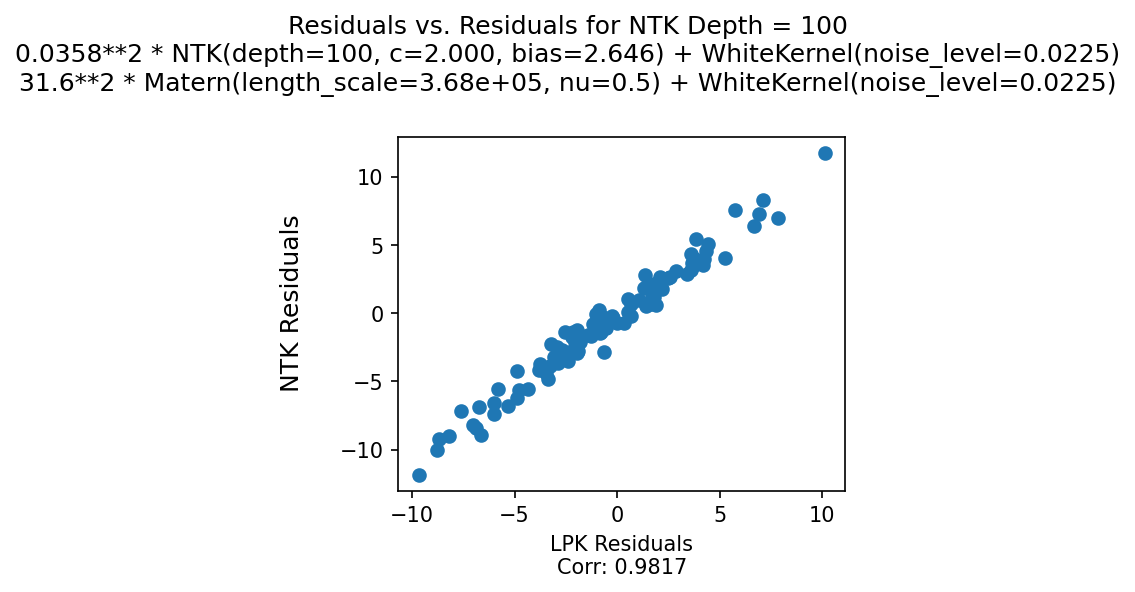 Residuals vs. Residuals for NTK Depth = 100
0.0358**2 * NTK(depth=100, c=2.000, bias=2.646) + WhiteKernel(noise_level=0.0225)
31.6**2 * Matern(length_scale=3.68e+05, nu=0.5) + WhiteKernel(noise_level=0.0225)
NTK Residuals
10
5
0
−5
−10
−10 −5 0 5 10
LPK Residuals
Corr: 0.9817